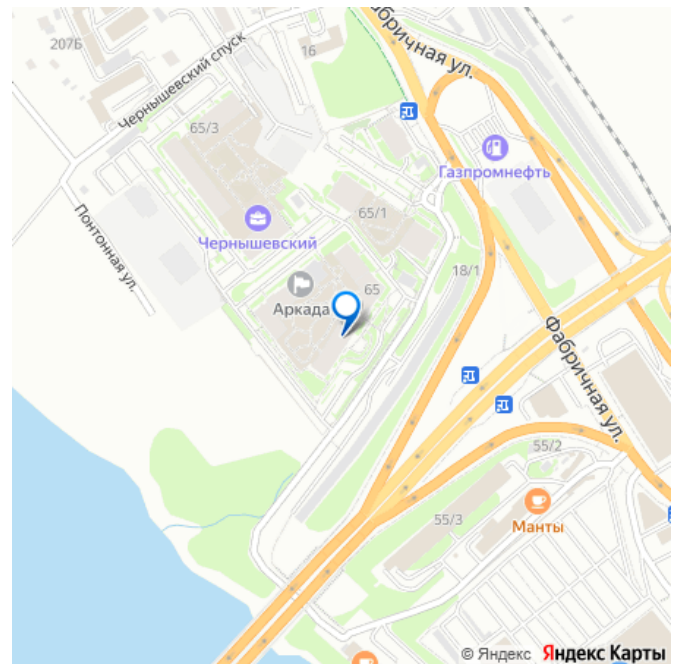 207Б
16
Фабричная ул.
Чернышевский спуск
65/3
Газпромнефть
Понтонная ул.
65/1
Чернышевский
18/1
65
Аркада
Фабричная ул.
55/2
55/3
Манты
© Яндекс Яндекс Карты